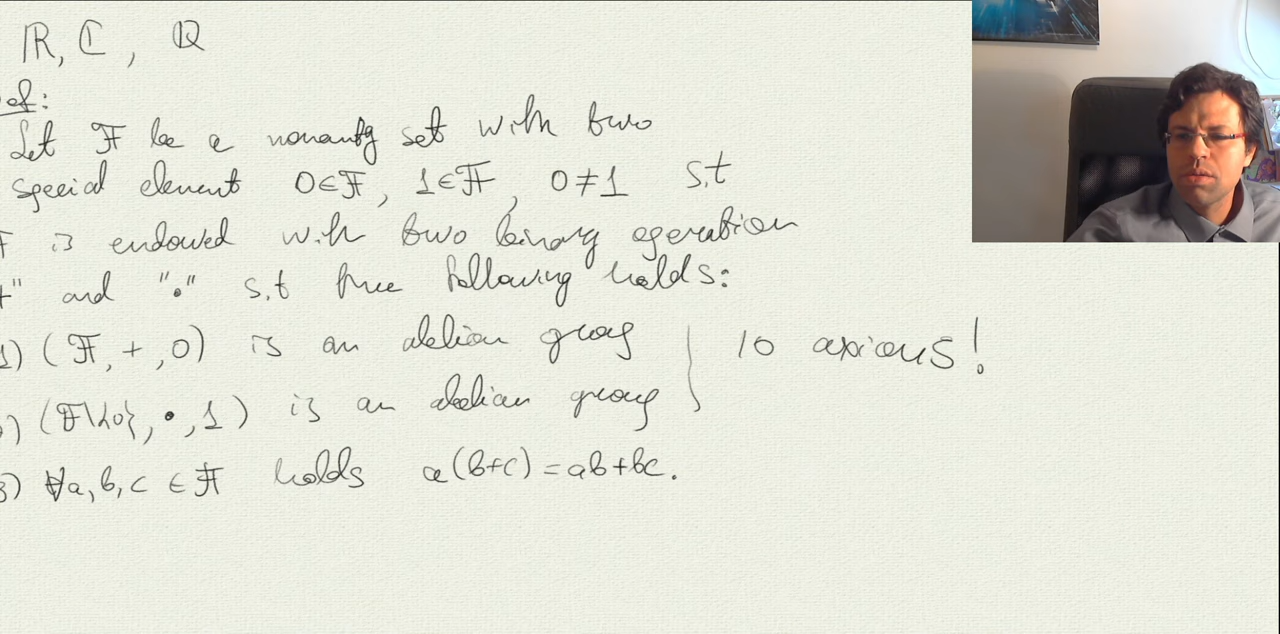 ℝ, ℂ, ℚ
ef:
Let 𝔽 be a nonempty set with two
special element 0∈𝔽, 1∈𝔽, 0≠1 s.t
F is endowed with two binary operation
+" and "•" s.t the following holds:
1) (𝔽, +, 0) is an abelian group
) (𝔽\{0}, •, 1) is an abelian group
10 axioms!
3) ∀a, b, c ∈ 𝔽 holds a(b+c) = ab+bc.